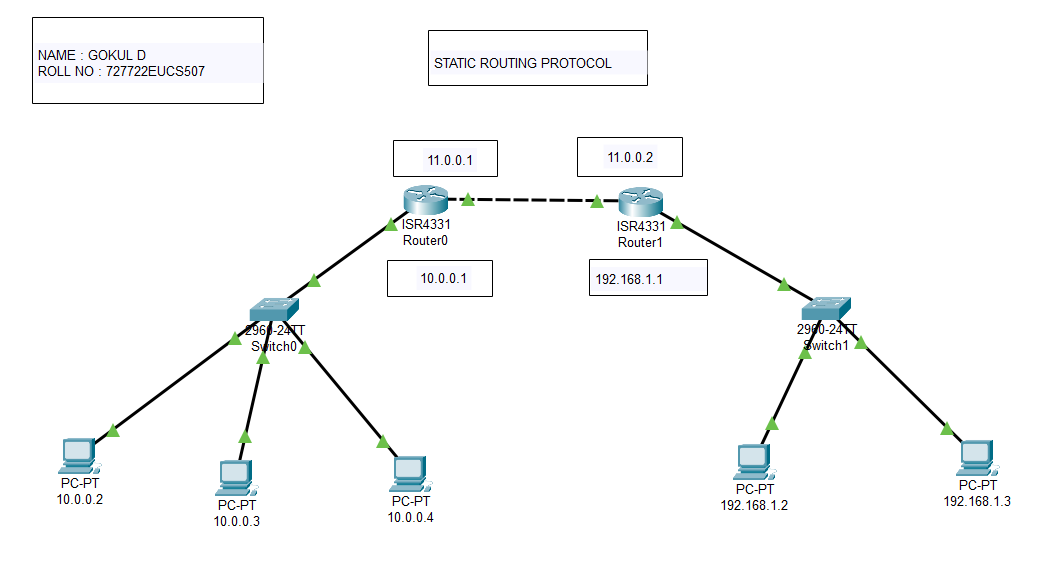 NAME : GOKUL D
ROLL NO : 727722EUCS507
STATIC ROUTING PROTOCOL
11.0.0.1
11.0.0.2
ISR4331
Router0
ISR4331
Router1
10.0.0.1
192.168.1.1
2960-24TT
Switch0
2960-24TT
Switch1
PC-PT
10.0.0.2
PC-PT
10.0.0.3
PC-PT
10.0.0.4
PC-PT
192.168.1.2
PC-PT
192.168.1.3